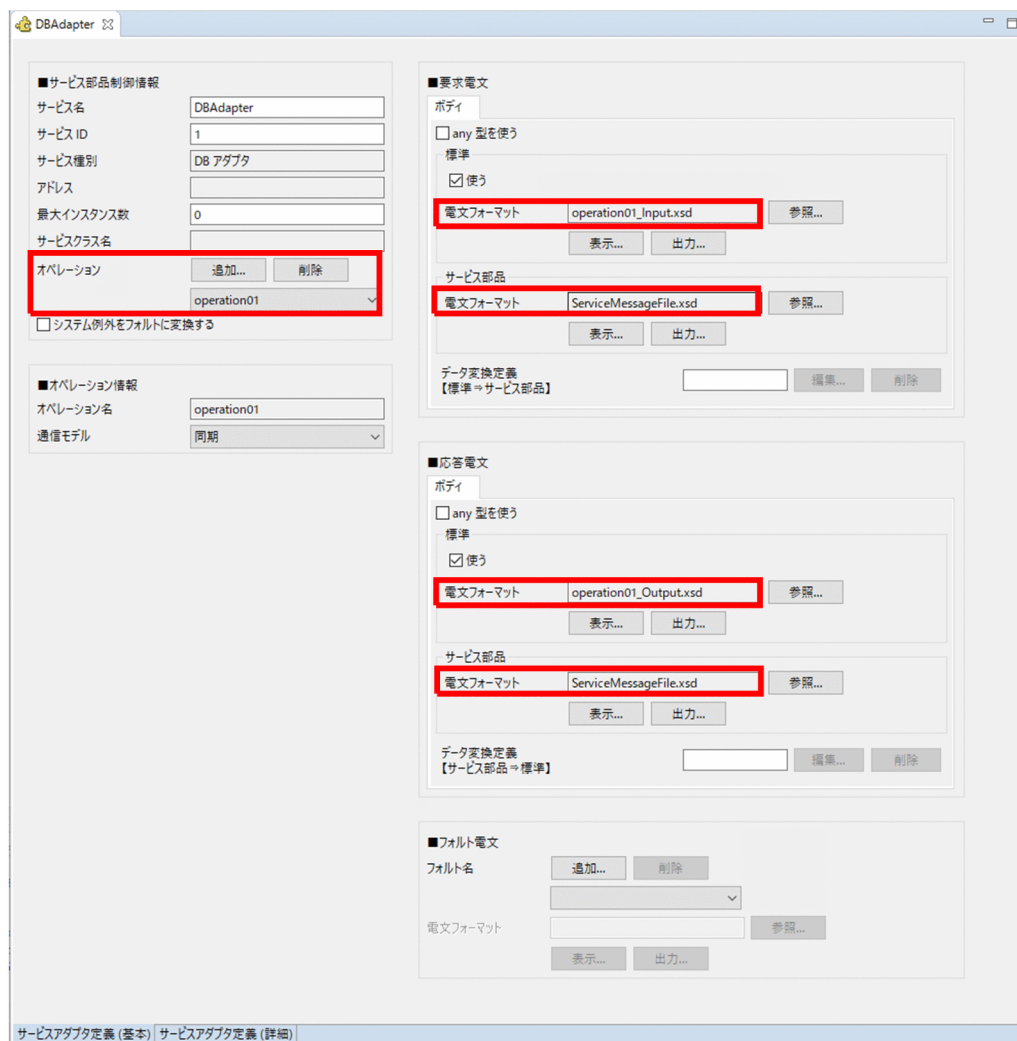 DBAdapter
■サービス部品制御情報
サービス名 DBAdapter
サービス ID 1
サービス種別 DB アダプタ
アドレス
最大インスタンス数 0
サービスクラス名
オペレーション 追加... 削除
operation01
システム例外をフォルトに変換する
■オペレーション情報
オペレーション名 operation01
通信モデル 同期
■要求電文
ボディ
any 型を使う
標準
使う
電文フォーマット operation01_Input.xsd 参照...
表示... 出力...
サービス部品
電文フォーマット ServiceMessageFile.xsd 参照...
表示... 出力...
データ変換定義
【標準⇒サービス部品】 編集... 削除
■応答電文
ボディ
any 型を使う
標準
使う
電文フォーマット operation01_Output.xsd 参照...
表示... 出力...
サービス部品
電文フォーマット ServiceMessageFile.xsd 参照...
表示... 出力...
データ変換定義
【サービス部品⇒標準】 編集... 削除
■フォルト電文
フォルト名 追加... 削除
電文フォーマット 参照...
表示... 出力...
サービスアダプタ定義 (基本) サービスアダプタ定義 (詳細)